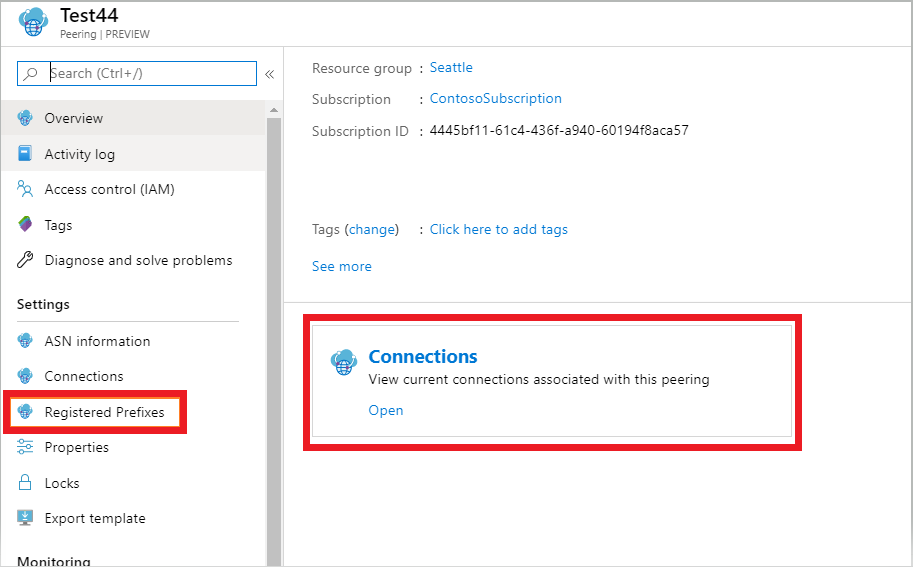 Test44
Peering | PREVIEW
Search (Ctrl+/)
«
Overview
Activity log
Access control (IAM)
Tags
Diagnose and solve problems
Settings
ASN information
Connections
Registered Prefixes
Properties
Locks
Export template
Monitoring
Resource group : Seattle
Subscription : ContosoSubscription
Subscription ID : 4445bf11-61c4-436f-a940-60194f8aca57
Tags (change) : Click here to add tags
See more
Connections
View current connections associated with this peering
Open